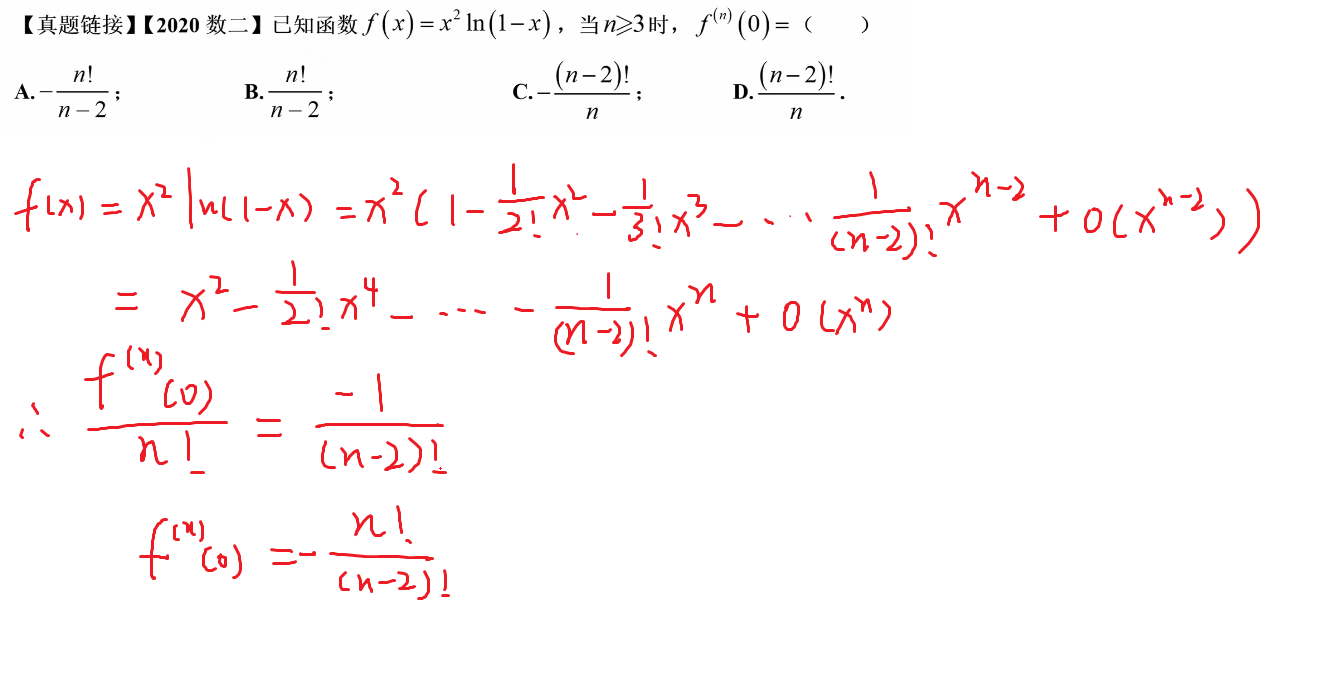 【真题链接】【2020 数二】已知函数 f(x)=x²ln(1−x)，当n⩾3时，f⁽ⁿ⁾(0)=（　　）
A. −n!/(n−2)； B. n!/(n−2)； C. −(n−2)!/n； D. (n−2)!/n.
f(x) = x² ln(1-x) = x² (1 - 1/2! x² - 1/3! x³ - ... 1/(n-2)! xⁿ⁻² + o(xⁿ⁻²))
= x² - 1/2! x⁴ - ... - 1/(n-2)! xⁿ + o(xⁿ)
∴ f⁽ⁿ⁾(0)/n! = -1/(n-2)!
f⁽ⁿ⁾(0) = - n!/(n-2)!